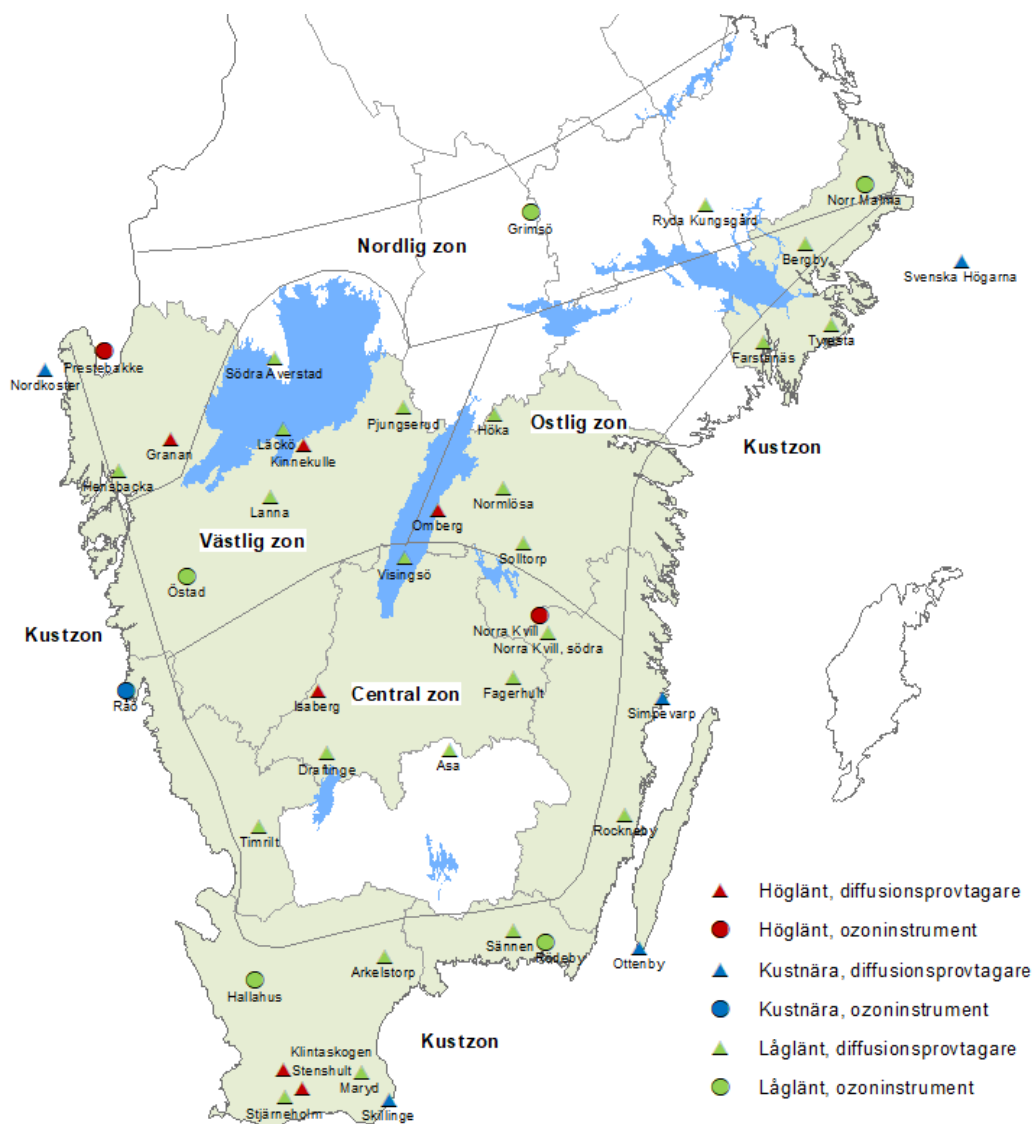 Norr Malma
Ryda Kungsgård
Grimsö
Nordlig zon
Bergby
Svenska Högarna
Tyresta
Farstanäs
Prestebakke
Nordkoster
Södra Averstad
Pjungserud
Höka
Ostlig zon
Kustzon
Läckö
Granan
Kinnekulle
Hensbacka
Lanna
Normlösa
Omberg
Västlig zon
Solltorp
Visingsö
Östad
Kustzon
Norra Kvill
Norra Kvill, södra
Fagerhult
Central zon
Råö
Isaberg
Simpevarp
Draftinge
Asa
Timrilt
Rockneby
Höglänt, diffusionsprovtagare
Höglänt, ozoninstrument
Kustnära, diffusionsprovtagare
Kustnära, ozoninstrument
Låglänt, diffusionsprovtagare
Låglänt, ozoninstrument
Sännen
Rödeby
Ottenby
Arkelstorp
Hallahus
Kustzon
Klintaskogen
Stenshult
Maryd
Stjärneholm
Skillinge